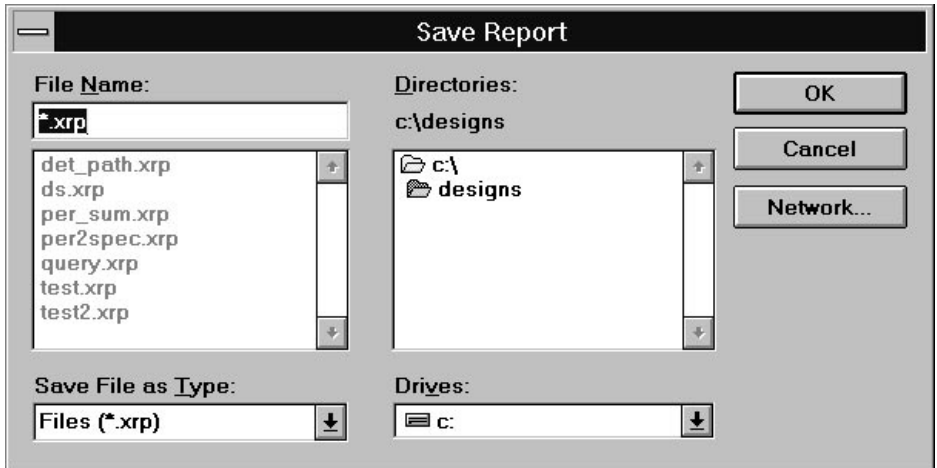 Save Report
File Name:
*.xrp
det_path.xrp
ds.xrp
per_sum.xrp
per2spec.xrp
query.xrp
test.xrp
test2.xrp
Save File as Type:
Files (*.xrp)
Directories:
c:\designs
c:\
designs
Drives:
c:
OK
Cancel
Network...